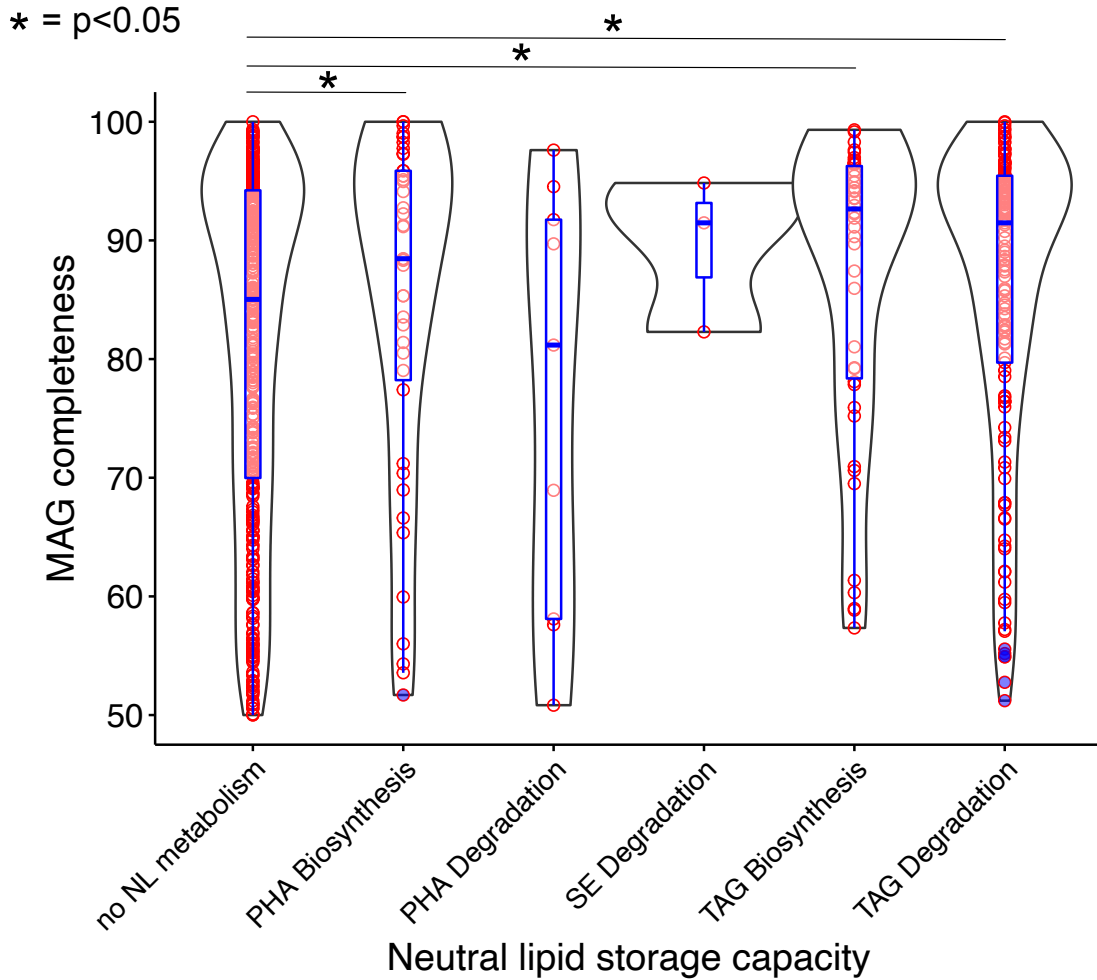 * = p<0.05
*
*
*
100
90
80
70
60
50
MAG completeness
no NL metabolism
PHA Biosynthesis
PHA Degradation
SE Degradation
TAG Biosynthesis
TAG Degradation
Neutral lipid storage capacity